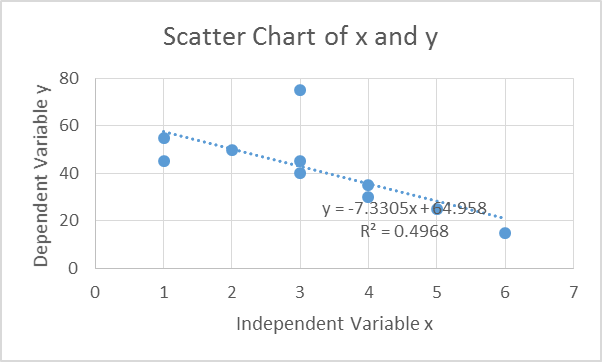 Scatter Chart of x and y
Dependent Variable y
80
60
40
20
0
y = -7.3305x + 64.958
R² = 0.4968
0 1 2 3 4 5 6 7
Independent Variable x